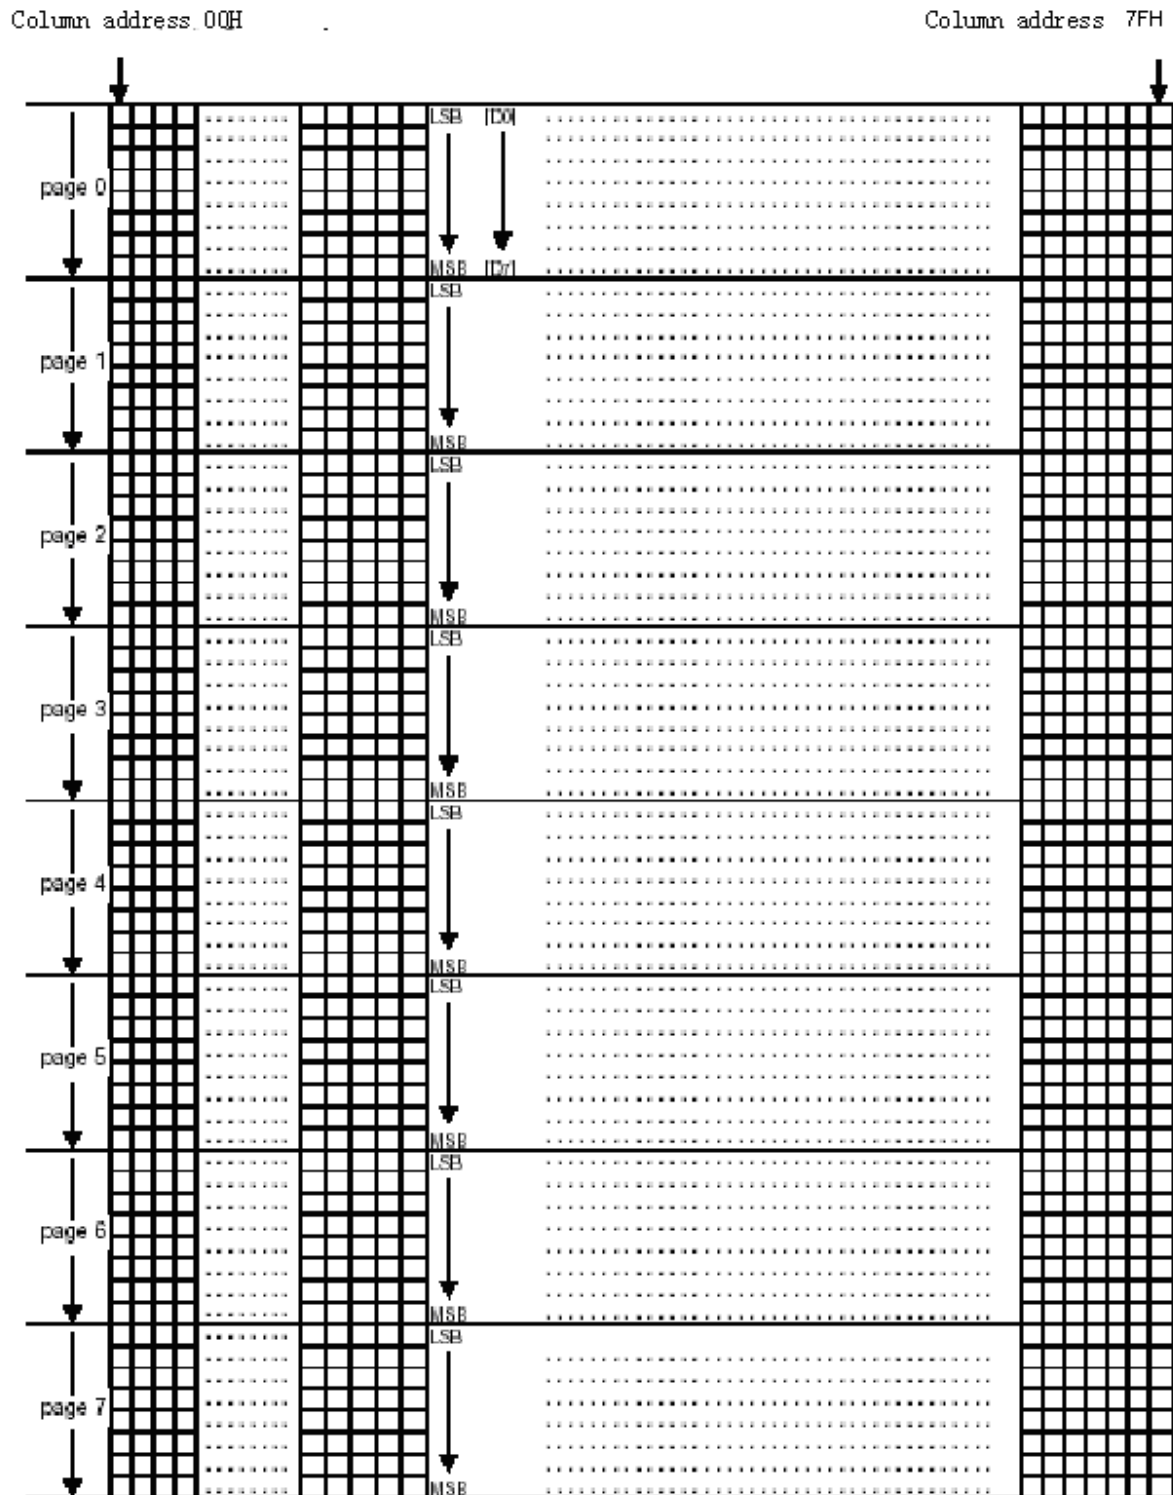 Column address 00H
Column address 7FH
LSB [D0]
page 0
MSB [D7]
LSB
page 1
MSB
LSB
page 2
MSB
LSB
page 3
MSB
LSB
page 4
MSB
LSB
page 5
MSB
LSB
page 6
MSB
LSB
page 7
MSB